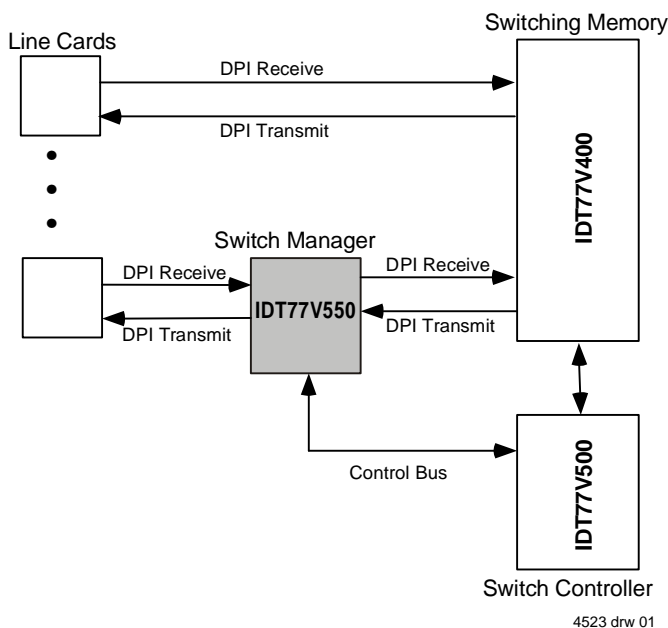 Switching Memory
Line Cards
DPI Receive
DPI Transmit
IDT77V400
Switch Manager
DPI Receive
DPI Receive
IDT77V550
DPI Transmit
DPI Transmit
Control Bus
IDT77V500
Switch Controller
4523 drw 01